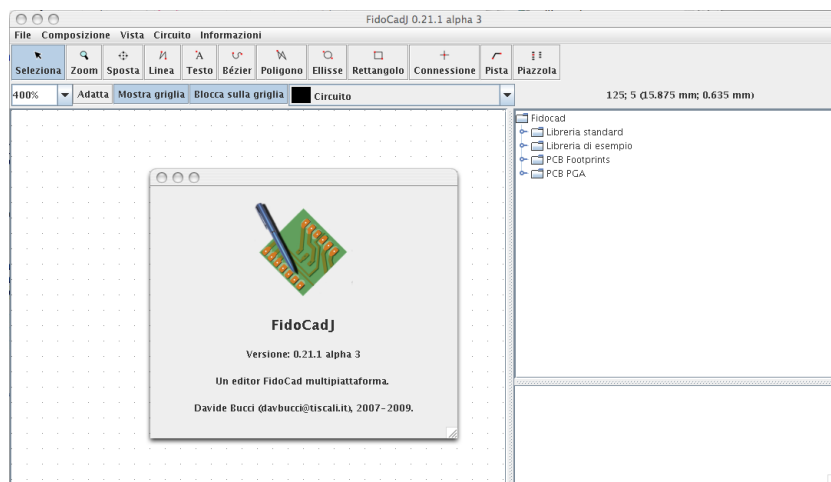 FidoCadJ 0.21.1 alpha 3
File Composizione Vista Circuito Informazioni
Seleziona Zoom Sposta Linea Testo Bézier Poligono Ellisse Rettangolo Connessione Pista Piazzola
400% Adatta Mostra griglia Blocca sulla griglia Circuito 125; 5 (15.875 mm; 0.635 mm)
Fidocad
Libreria standard
Libreria di esempio
PCB Footprints
PCB PGA
FidoCadJ
Versione: 0.21.1 alpha 3
Un editor FidoCad multipiattaforma.
Davide Bucci (davbucci@tiscali.it), 2007-2009.